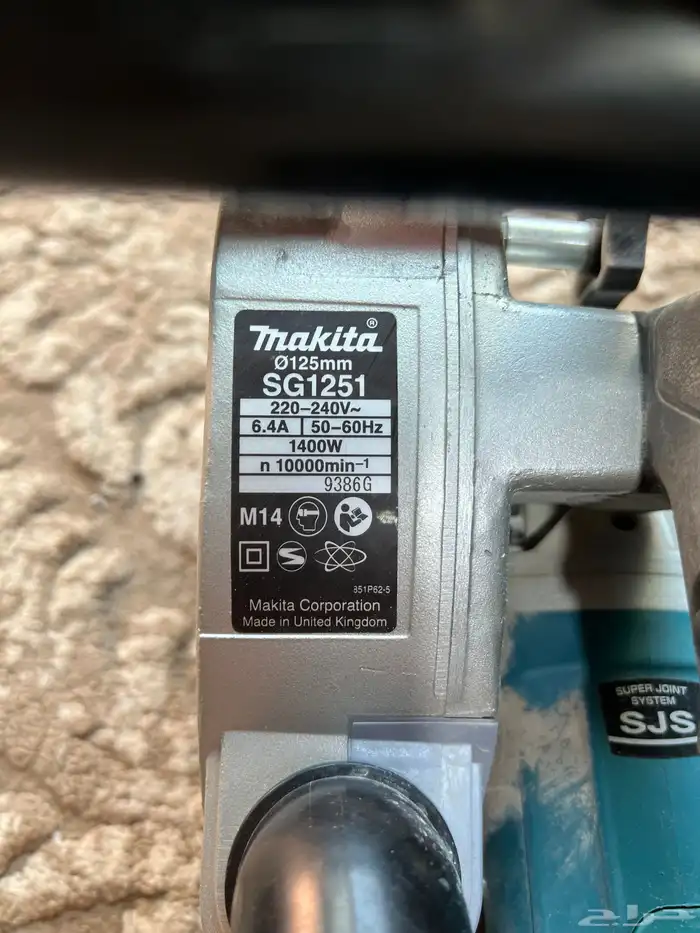 Makita®
Ø125mm
SG1251
220–240V~
6.4A 50–60Hz
1400W
n 10000min⁻¹
9386G
M14
851P62-5
Makita Corporation
Made in United Kingdom
SUPER JOINT
SYSTEM
SJS
حراج